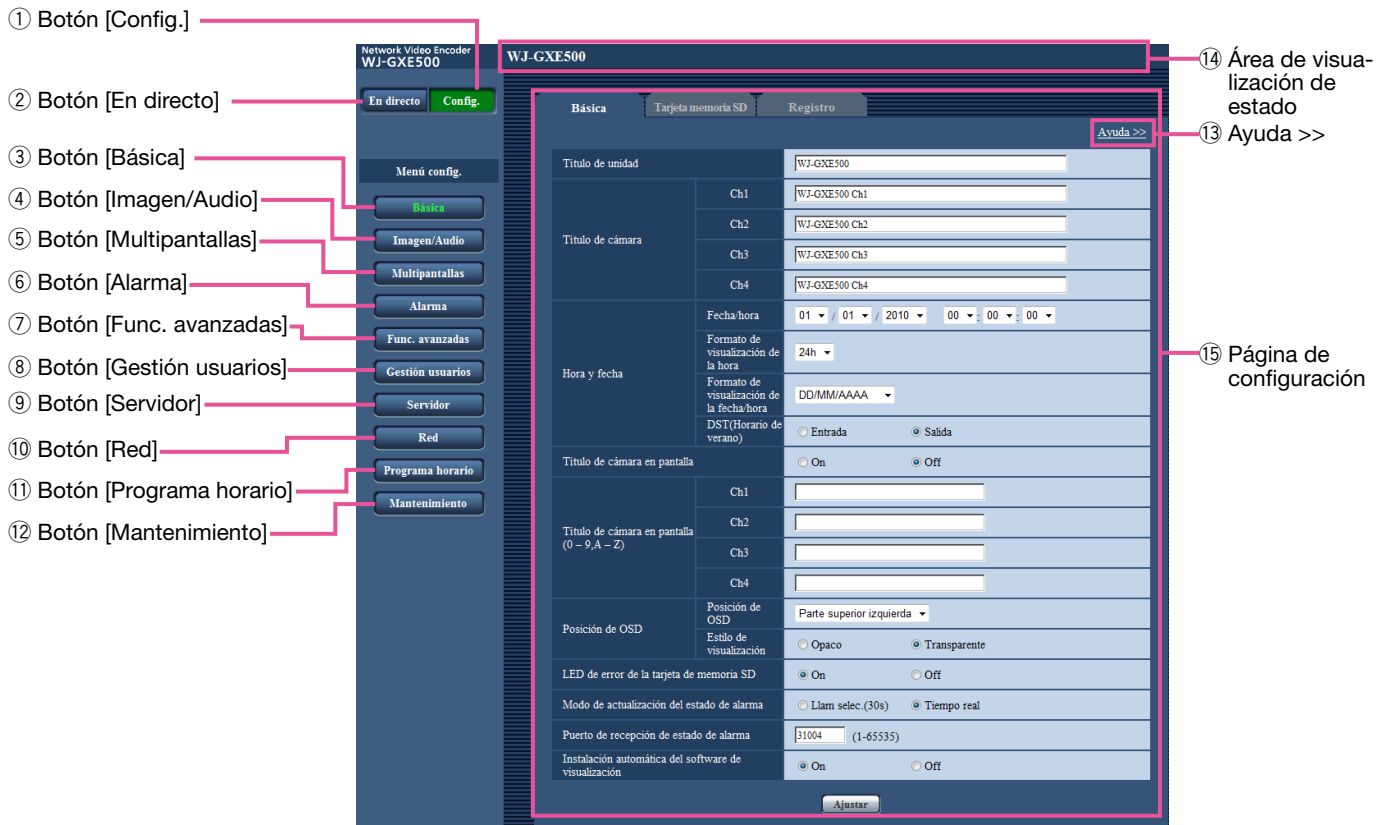 ① Botón [Config.]
② Botón [En directo]
③ Botón [Básica]
④ Botón [Imagen/Audio]
⑤ Botón [Multipantallas]
⑥ Botón [Alarma]
⑦ Botón [Func. avanzadas]
⑧ Botón [Gestión usuarios]
⑨ Botón [Servidor]
⑩ Botón [Red]
⑪ Botón [Programa horario]
⑫ Botón [Mantenimiento]
Network Video Encoder
WJ-GXE500
En directo
Config.
Menú config.
Básica
Imagen/Audio
Multipantallas
Alarma
Func. avanzadas
Gestión usuarios
Servidor
Red
Programa horario
Mantenimiento
WJ-GXE500
Básica
Tarjeta memoria SD
Registro
Ayuda >>
Título de unidad
WJ-GXE500
Título de cámara
Ch1
WJ-GXE500 Ch1
Ch2
WJ-GXE500 Ch2
Ch3
WJ-GXE500 Ch3
Ch4
WJ-GXE500 Ch4
Hora y fecha
Fecha/hora
01 / 01 / 2010 00 : 00 : 00
Formato de
visualización de
la hora
24h
Formato de
visualización de
la fecha/hora
DD/MM/AAAA
DST(Horario de
verano)
Entrada
Salida
Título de cámara en pantalla
On
Off
Título de cámara en pantalla
(0 – 9,A – Z)
Ch1
Ch2
Ch3
Ch4
Posición de OSD
Posición de
OSD
Parte superior izquierda
Estilo de
visualización
Opaco
Transparente
LED de error de la tarjeta de memoria SD
On
Off
Modo de actualización del estado de alarma
Llam selec.(30s)
Tiempo real
Puerto de recepción de estado de alarma
31004 (1-65535)
Instalación automática del software de
visualización
On
Off
Ajustar
⑭ Área de visua-
lización de
estado
⑬ Ayuda >>
⑮ Página de
configuración